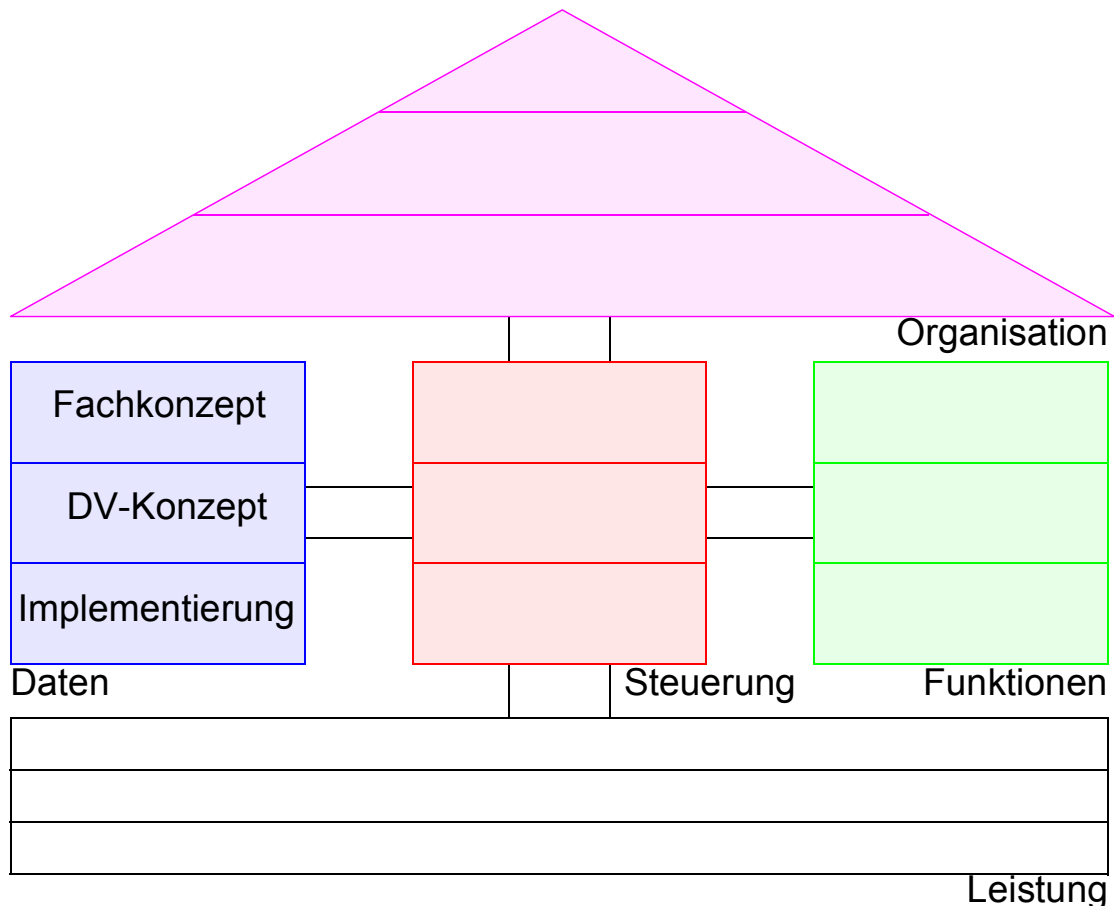 Organisation
Fachkonzept
DV-Konzept
Implementierung
Daten
Steuerung
Funktionen
Leistung